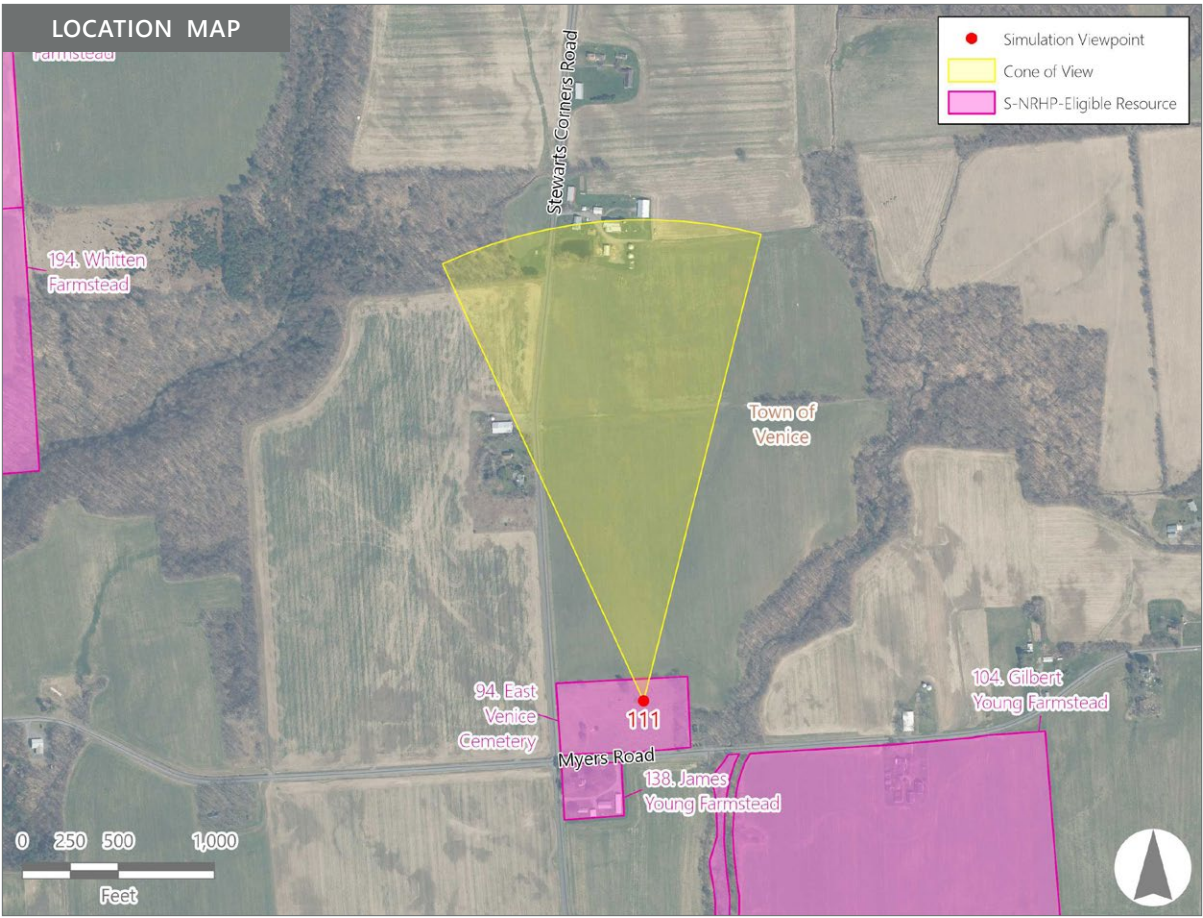 LOCATION MAP
Farmstead
Stewarts Corners Road
Simulation Viewpoint
Cone of View
S-NRHP-Eligible Resource
194. Whitten
Farmstead
Town of
Venice
94. East
Venice
Cemetery
111
104. Gilbert
Young Farmstead
Myers Road
138. James
Young Farmstead
0 250 500 1,000
Feet